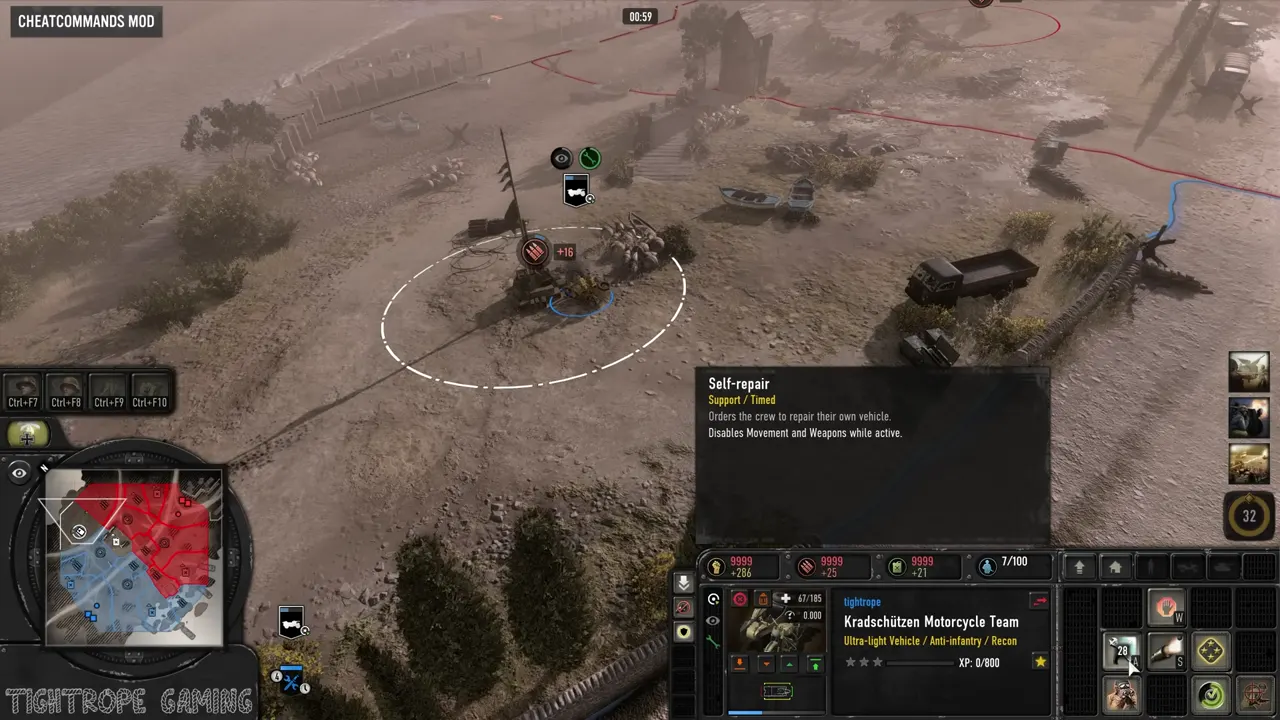 CHEATCOMMANDS MOD
00:59
+16
Ctrl+F7 Ctrl+F8 Ctrl+F9 Ctrl+F10
Self-repair
Support / Timed
Orders the crew to repair their own vehicle.
Disables Movement and Weapons while active.
32
N
9999
+286
9999
+25
9999
+21
7/100
67/185
0.000
tightrope
Kradschützen Motorcycle Team
Ultra-light Vehicle / Anti-infantry / Recon
XP: 0/800
W
28
A
S
TIGHTROPE GAMING